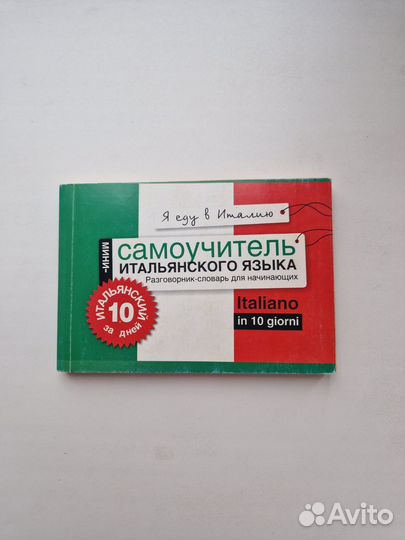 Я еду в Италию
МИНИ-
САМОУЧИТЕЛЬ
ИТАЛЬЯНСКОГО ЯЗЫКА
Разговорник-словарь для начинающих
ИТАЛЬЯНСКИЙ
10
за дней
Italiano
in 10 giorni
Avito